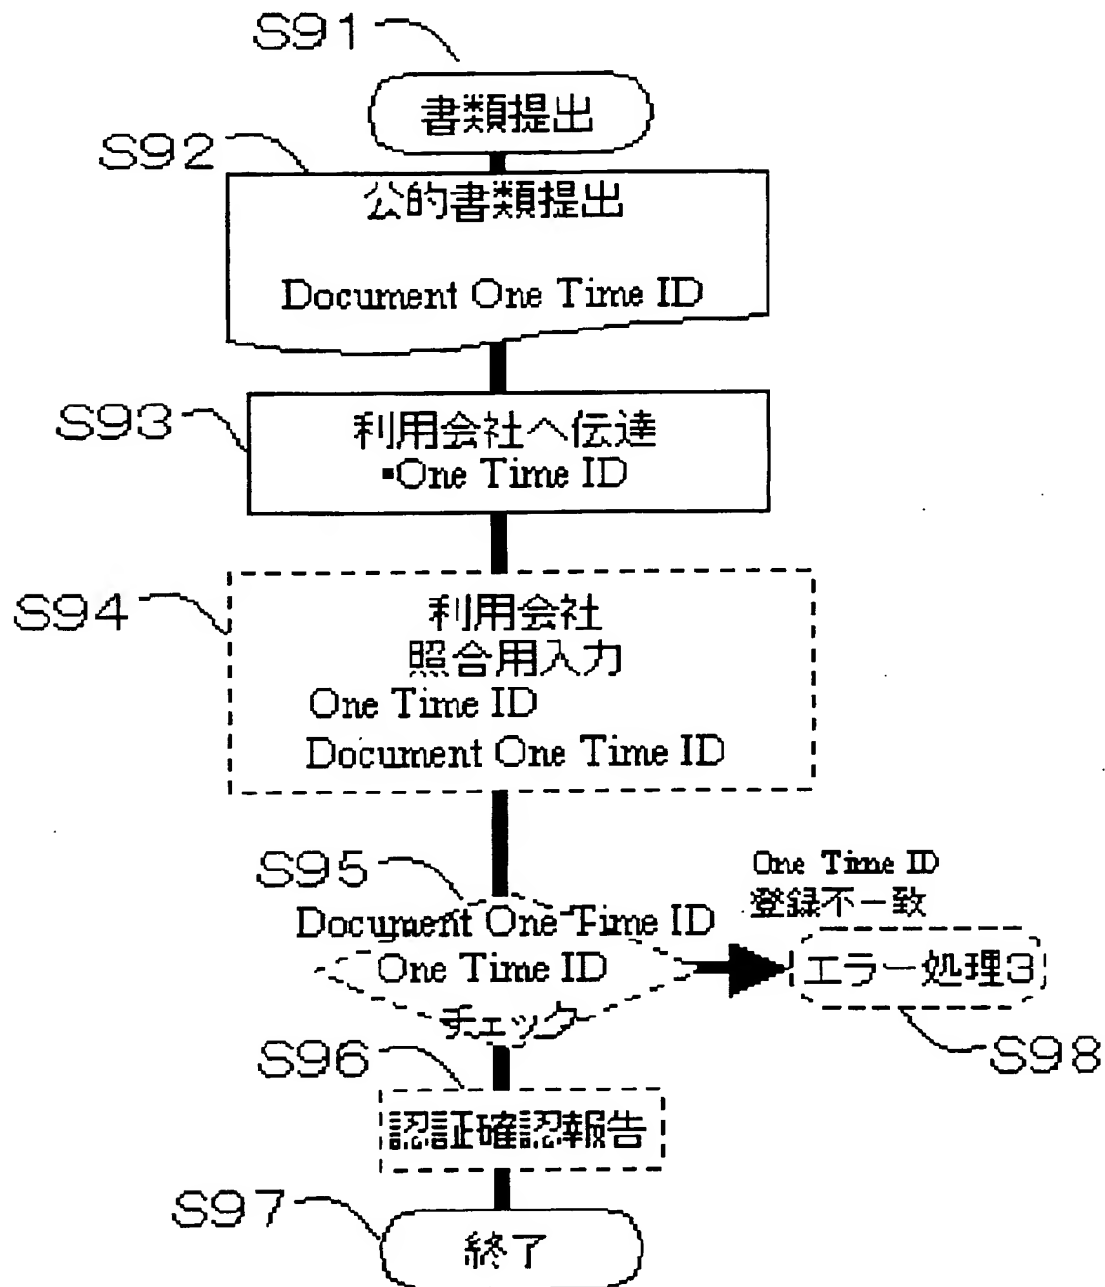 S91
書類提出
S92
公的書類提出
Document One Time ID
S93
利用会社へ伝達
▪One Time ID
S94
利用会社
照合用入力
One Time ID
Document One Time ID
S95
Document One Time ID
One Time ID
チェック
One Time ID
登録不一致
エラー処理3
S98
S96
認証確認報告
S97
終了